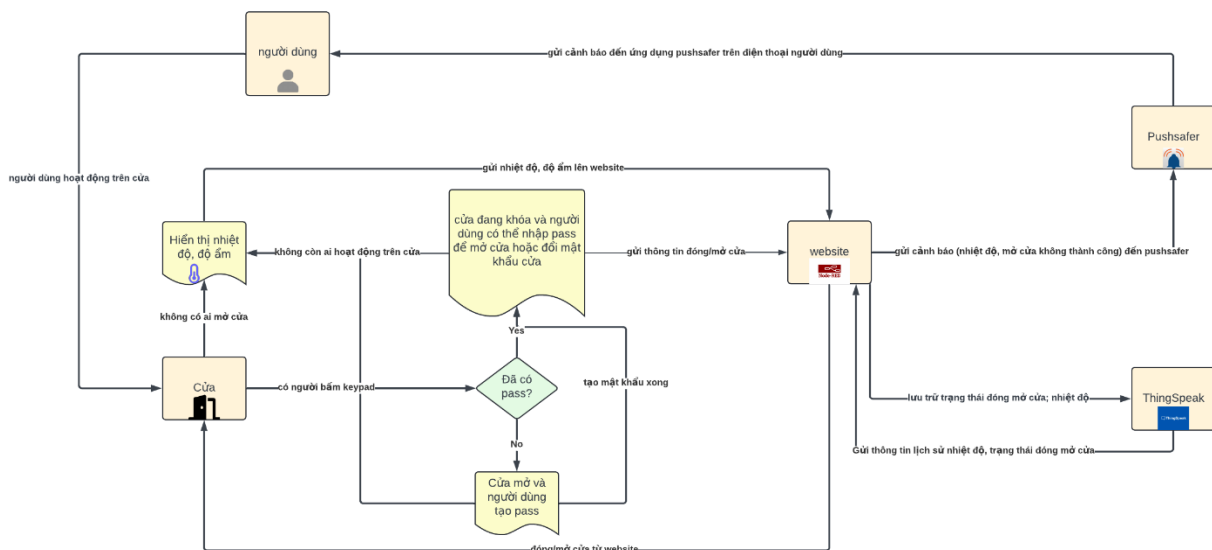 người dùng
gửi cảnh báo đến ứng dụng pushsafer trên điện thoại người dùng
Pushsafer
người dùng hoạt động trên cửa
gửi nhiệt độ, độ ẩm lên website
cửa đang khóa và người
dùng có thể nhập pass
để mở cửa hoặc đổi mật
khẩu cửa
Hiển thị nhiệt
độ, độ ẩm
không còn ai hoạt động trên cửa
gửi thông tin đóng/mở cửa
website
Node-RED
gửi cảnh báo (nhiệt độ, mở cửa không thành công) đến pushsafer
không có ai mở cửa
Yes
Cửa
có người bấm keypad
Đã có
pass?
tạo mật khẩu xong
lưu trữ trạng thái đóng mở cửa; nhiệt độ
ThingSpeak
ThingSpeak
No
Gửi thông tin lịch sử nhiệt độ, trạng thái dóng mở cửa
Cửa mở và
người dùng
tạo pass
đóng/mở cửa từ website